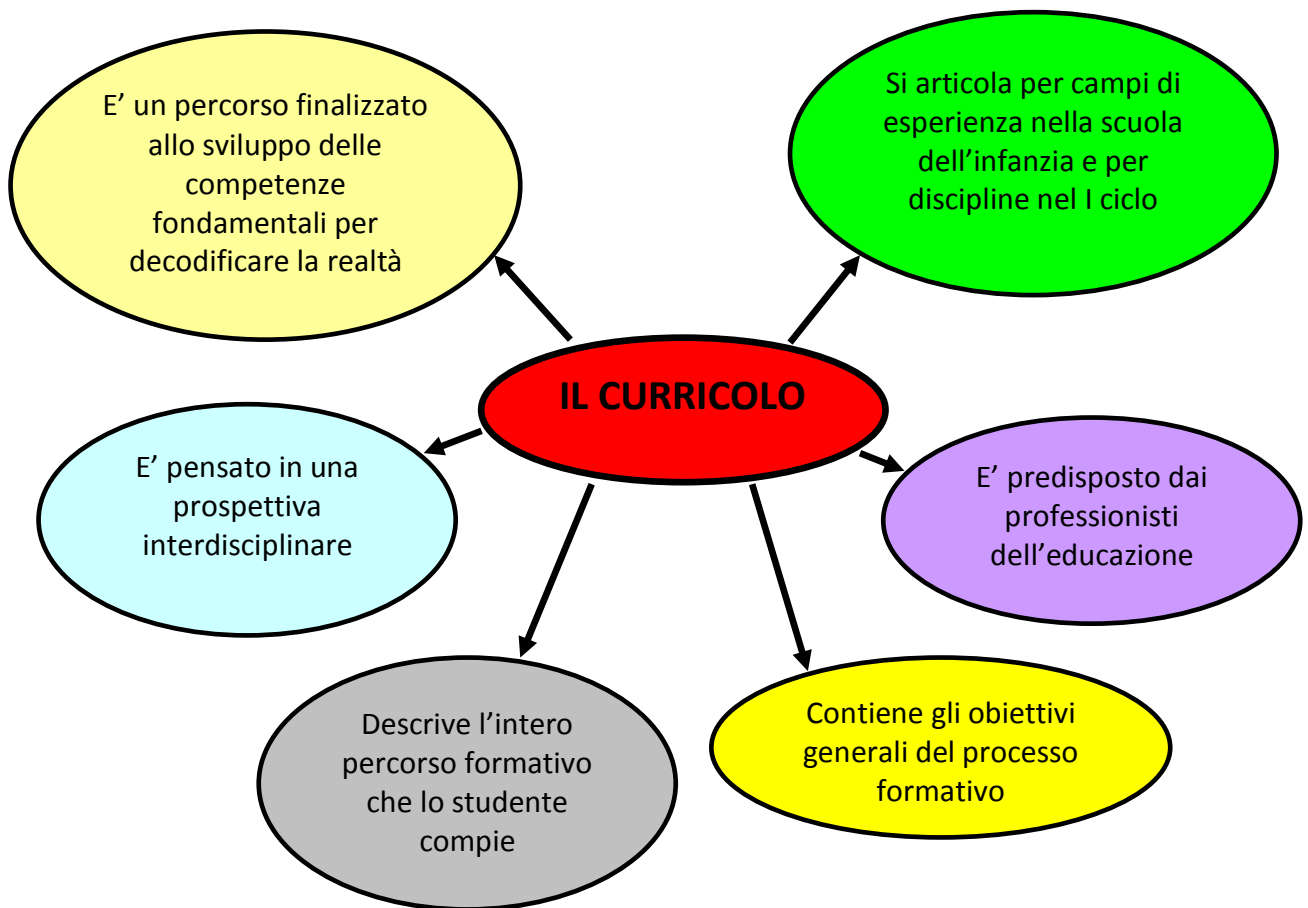 E’ un percorso finalizzato
allo sviluppo delle
competenze
fondamentali per
decodificare la realtà
Si articola per campi di
esperienza nella scuola
dell’infanzia e per
discipline nel I ciclo
IL CURRICOLO
E’ pensato in una
prospettiva
interdisciplinare
E’ predisposto dai
professionisti
dell’educazione
Descrive l’intero
percorso formativo
che lo studente
compie
Contiene gli obiettivi
generali del processo
formativo